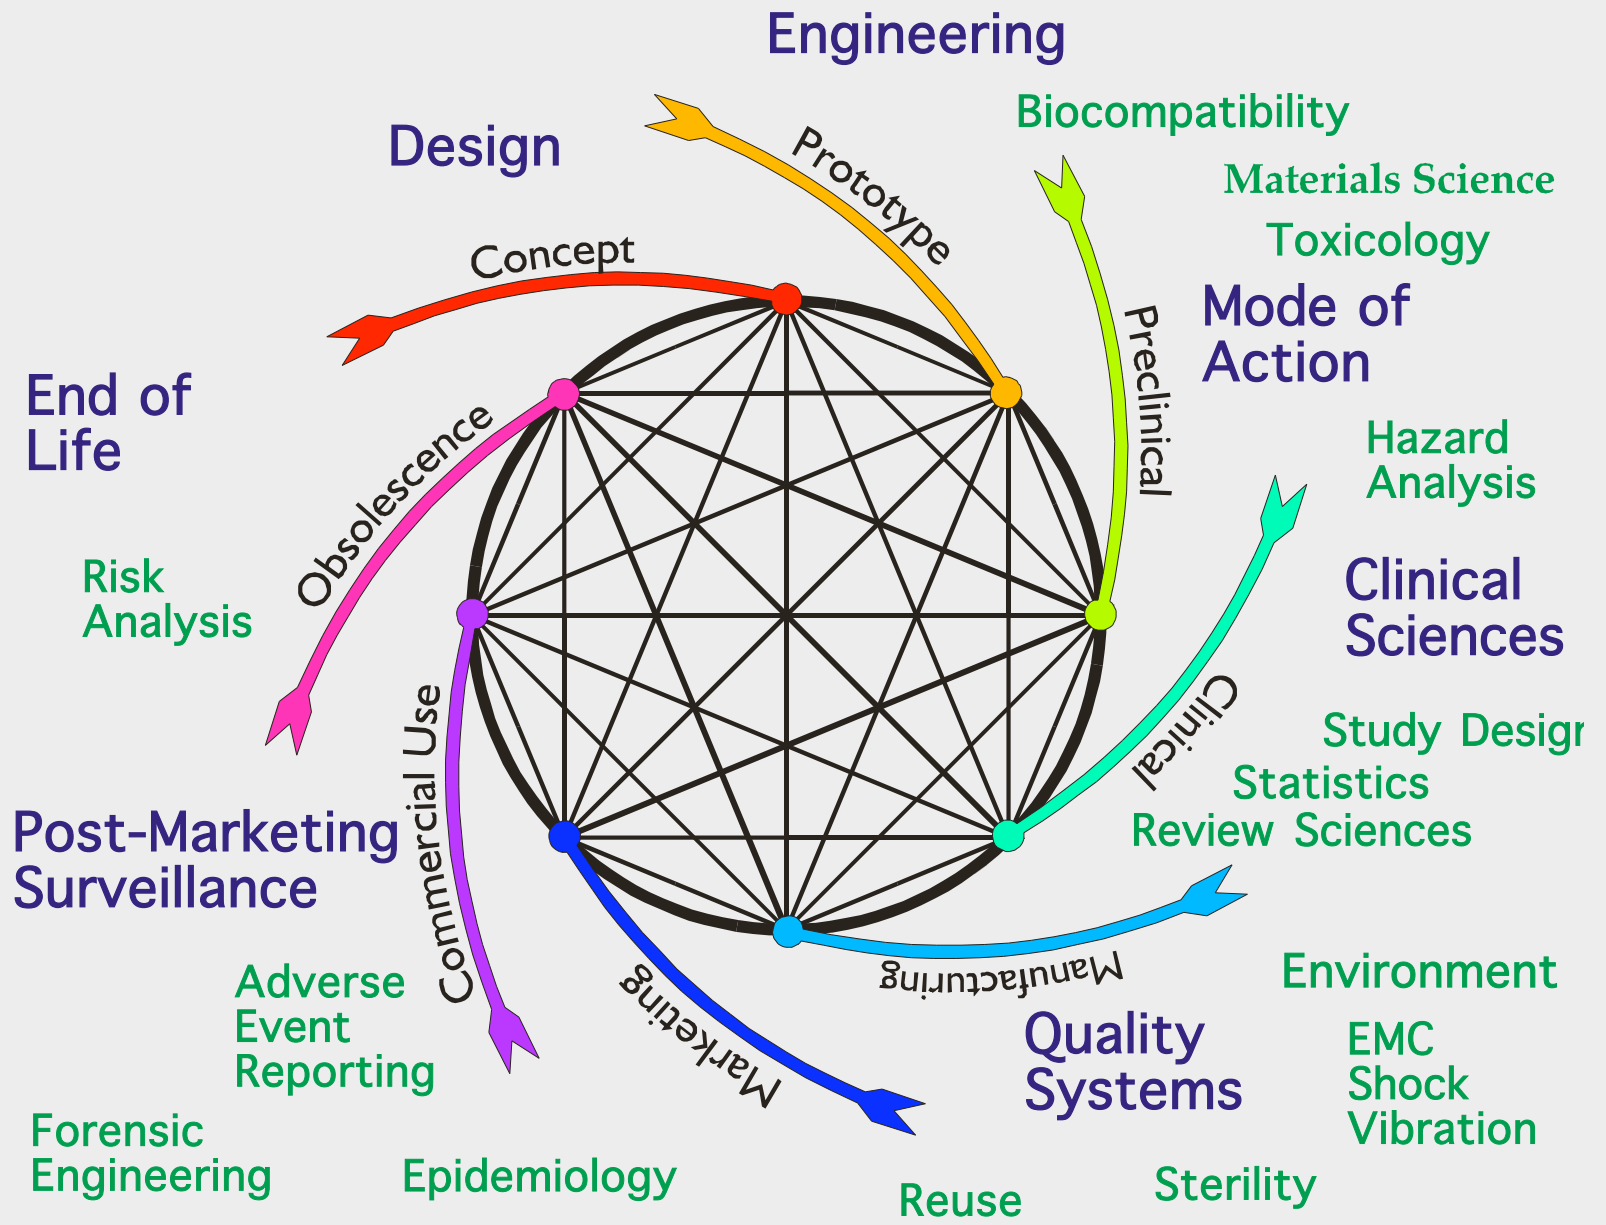 Engineering
Biocompatibility
Design
Prototype
Materials Science
Toxicology
Concept
Mode of
Action
Preclinical
End of
Life
Obsolescence
Hazard
Analysis
Risk
Analysis
Clinical
Sciences
Clinical
Study Design
Statistics
Review Sciences
Commercial Use
Post-Marketing
Surveillance
Manufacturing
Marketing
Environment
Adverse
Event
Reporting
Quality
Systems
EMC
Shock
Vibration
Forensic
Engineering
Epidemiology
Reuse
Sterility